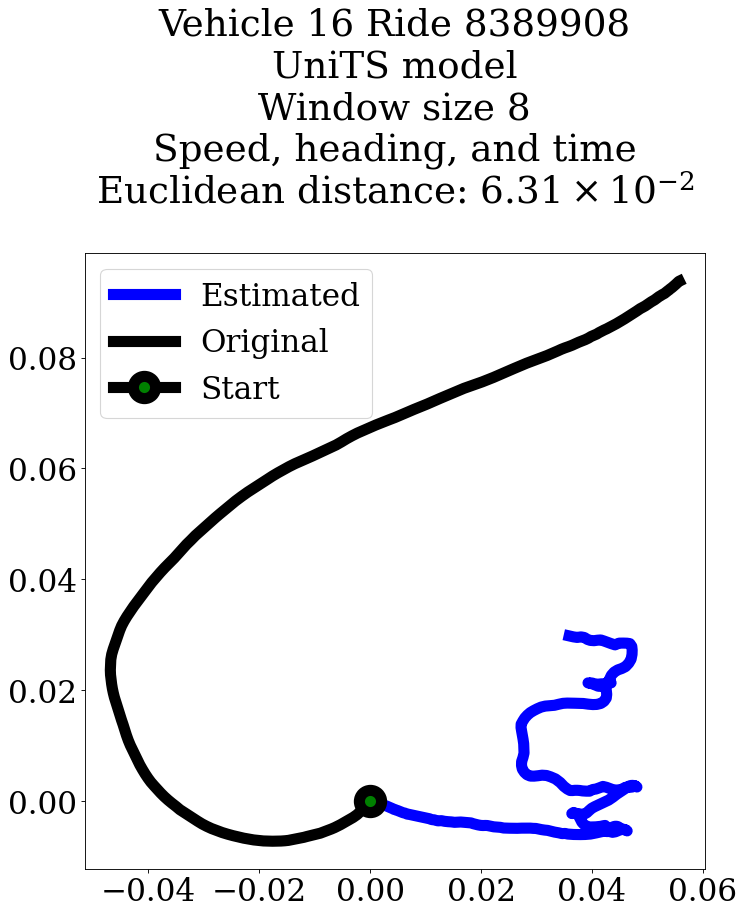 Vehicle 16 Ride 8389908
UniTS model
Window size 8
Speed, heading, and time
Euclidean distance: 6.31 × 10⁻²
Estimated
Original
Start
0.08
0.06
0.04
0.02
0.00
−0.04 −0.02 0.00 0.02 0.04 0.06